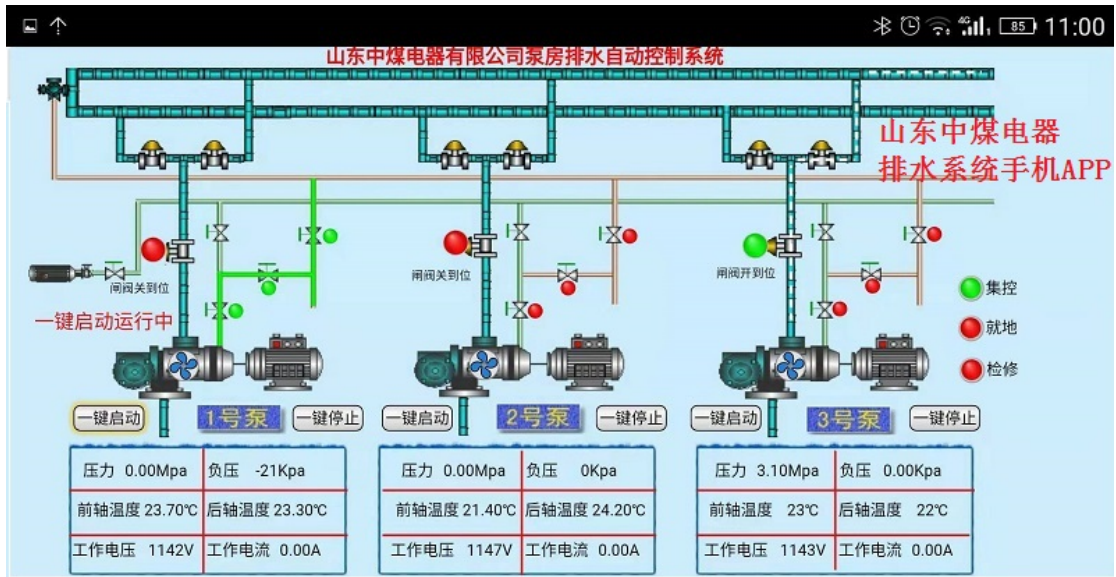 4G
85 11:00
山东中煤电器有限公司泵房排水自动控制系统
山东中煤电器
排水系统手机APP
闸阀关到位
闸阀关到位
闸阀开到位
集控
一键启动运行中
就地
检修
一键启动 1号泵 一键停止
一键启动 2号泵 一键停止
一键启动 3号泵 一键停止
压力 0.00Mpa 负压 -21Kpa
前轴温度 23.70℃ 后轴温度 23.30℃
工作电压 1142V 工作电流 0.00A
压力 0.00Mpa 负压 0Kpa
前轴温度 21.40℃ 后轴温度 24.20℃
工作电压 1147V 工作电流 0.00A
压力 3.10Mpa 负压 0.00Kpa
前轴温度 23℃ 后轴温度 22℃
工作电压 1143V 工作电流 0.00A